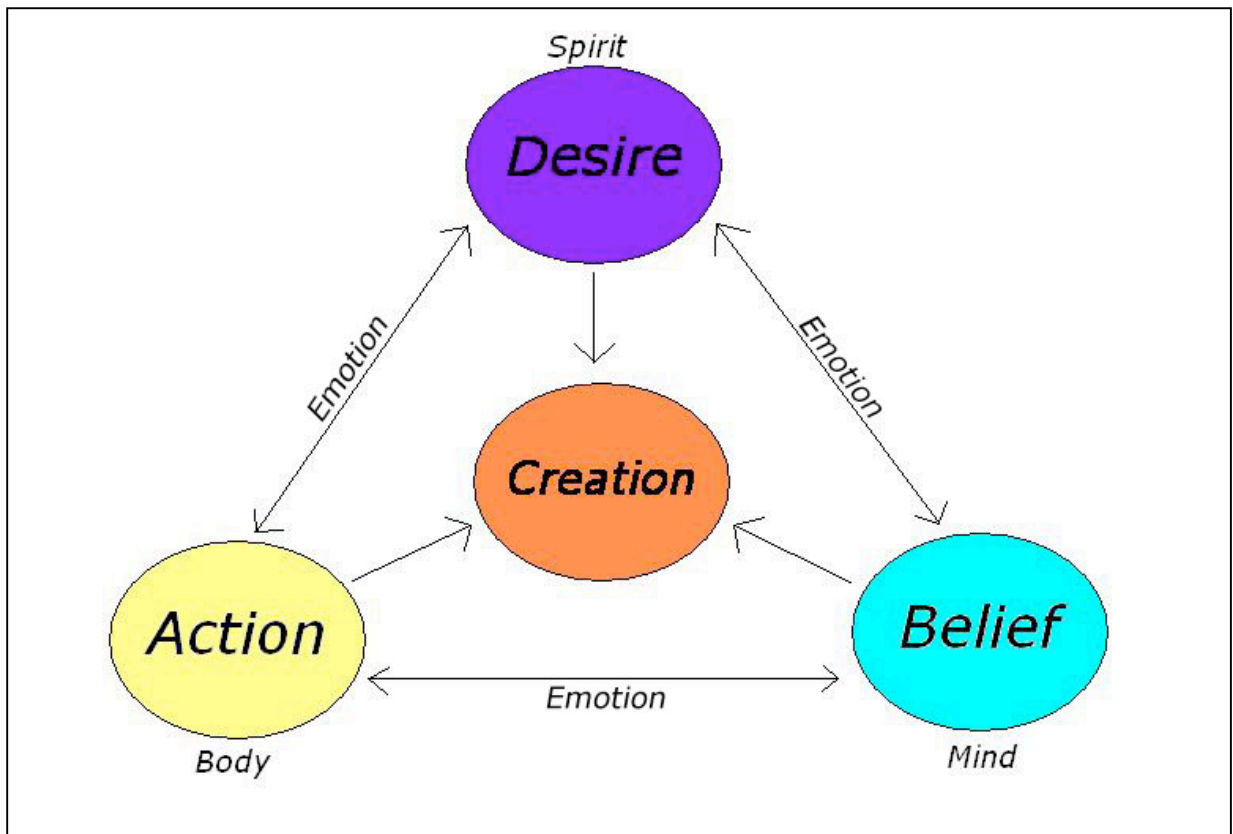 Spirit
Desire
Emotion
Emotion
Creation
Action
Belief
Emotion
Body
Mind